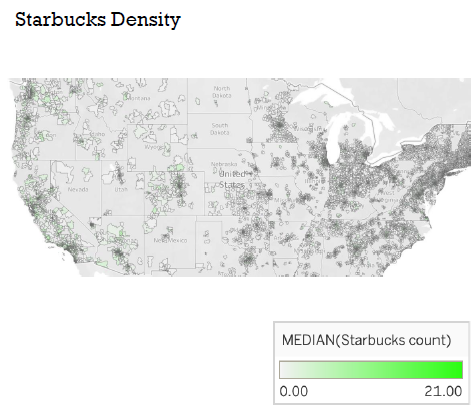 Starbucks Density
North
Dakota
Montana
South
Dakota
Nebraska
United
States
Nevada
Utah
New Mexico
MEDIAN(Starbucks count)
0.00
21.00